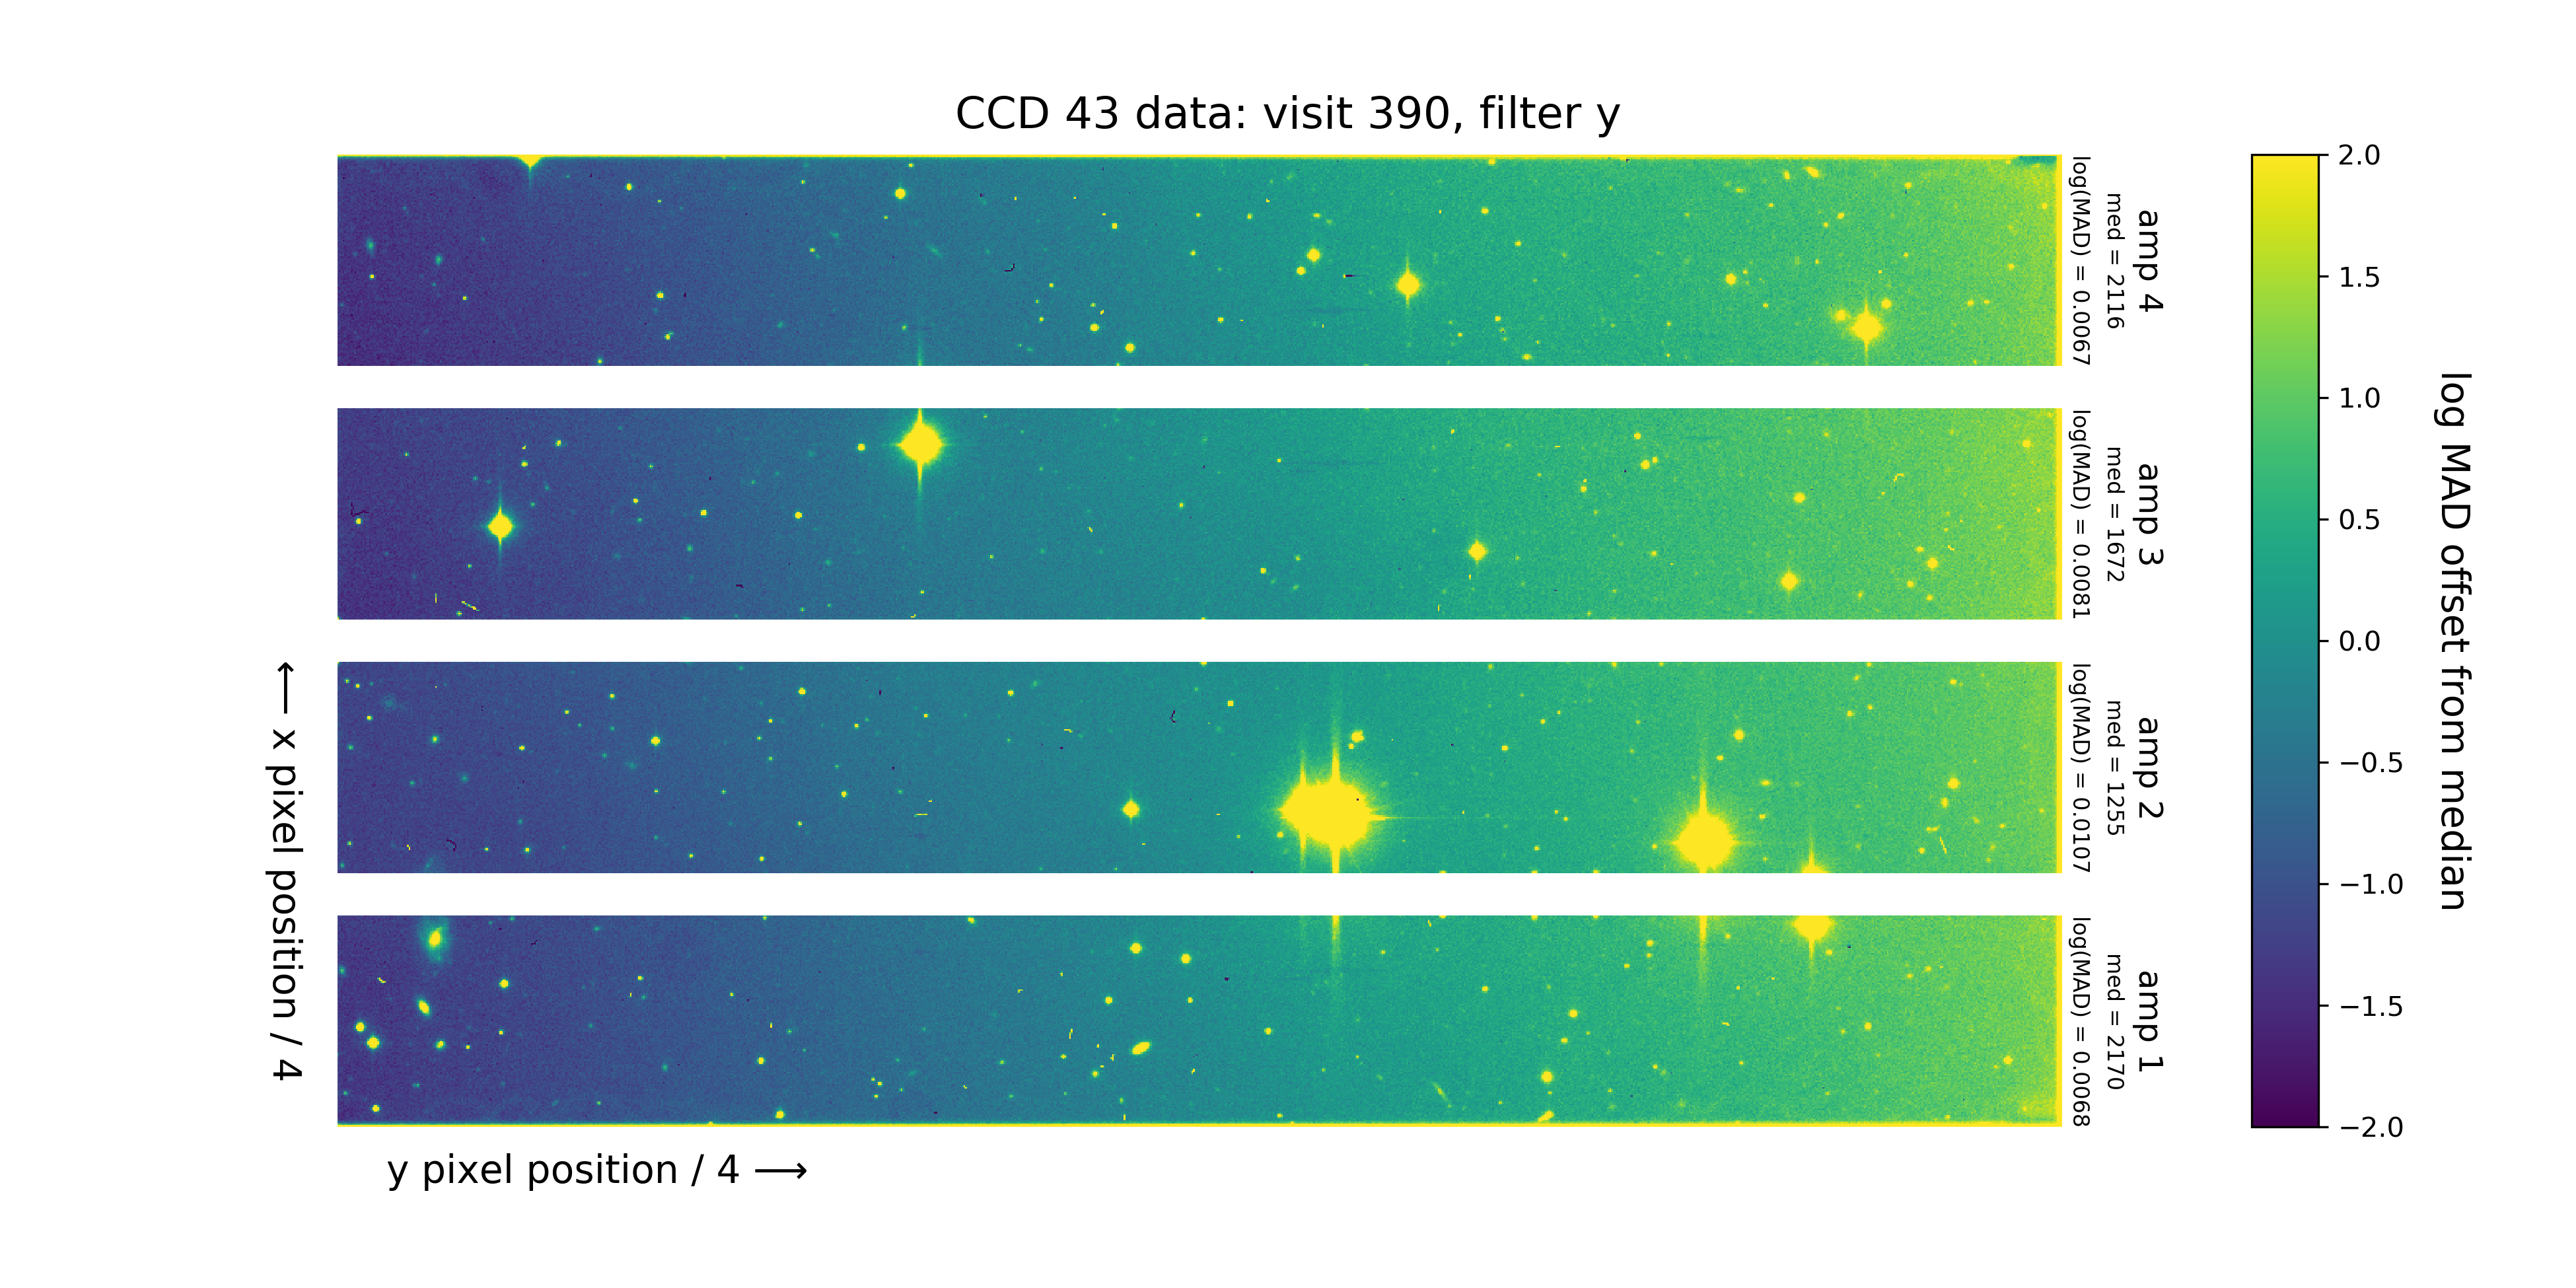 CCD 43 data: visit 390, filter y
amp 4
med = 2116
log(MAD) = 0.0067
amp 3
med = 1672
log(MAD) = 0.0081
amp 2
med = 1255
log(MAD) = 0.0107
amp 1
med = 2170
log(MAD) = 0.0068
⟵ x pixel position / 4
y pixel position / 4 ⟶
2.0
1.5
1.0
0.5
0.0
−0.5
−1.0
−1.5
−2.0
log MAD offset from median